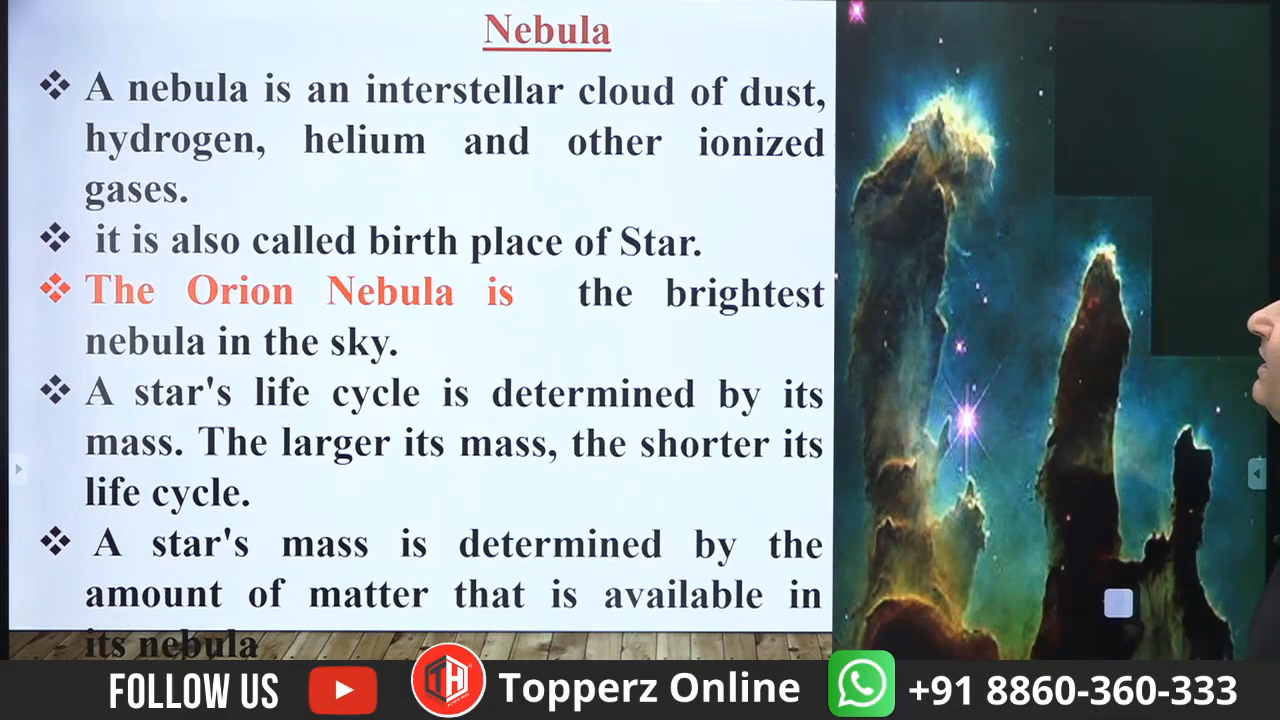 Nebula
❖ A nebula is an interstellar cloud of dust,
hydrogen, helium and other ionized
gases.
❖ it is also called birth place of Star.
❖ The Orion Nebula is the brightest
nebula in the sky.
❖ A star's life cycle is determined by its
mass. The larger its mass, the shorter its
life cycle.
❖ A star's mass is determined by the
amount of matter that is available in
its nebula
FOLLOW US Topperz Online +91 8860-360-333